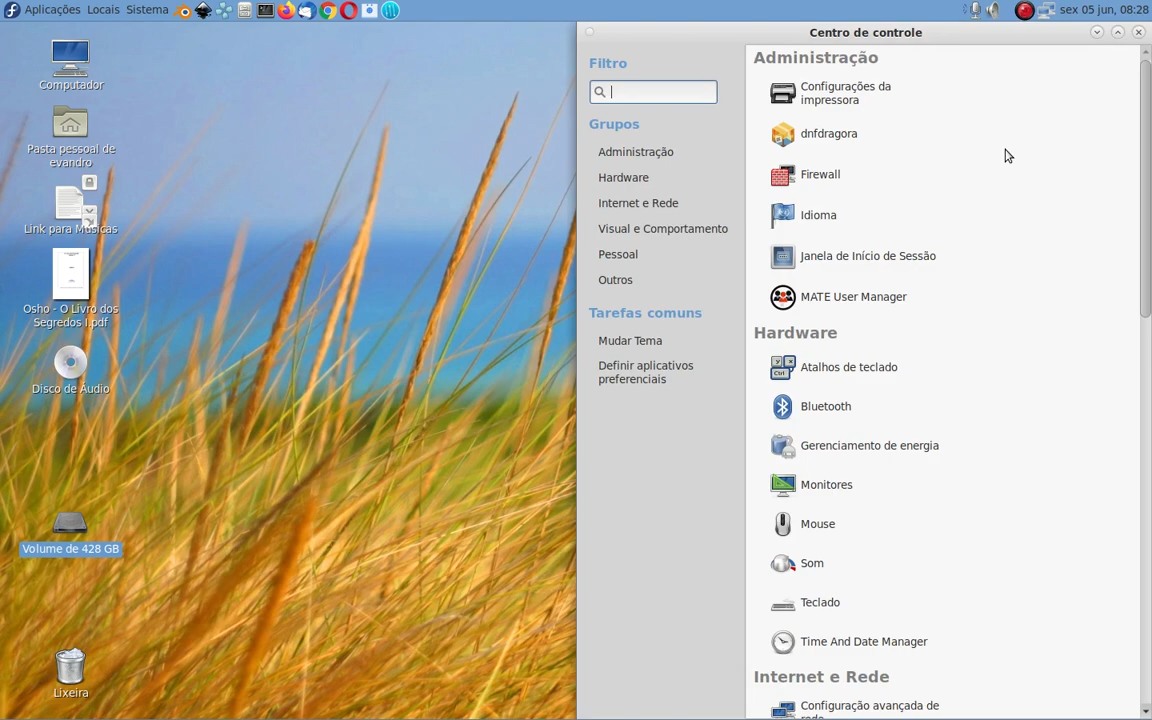 Aplicações Locais Sistema
sex 05 jun, 08:28
Computador
Pasta pessoal de
evandro
Link para Músicas
Osho - O Livro dos
Segredos I.pdf
Disco de Áudio
Volume de 428 GB
Lixeira
Centro de controle
Filtro
Grupos
Administração
Hardware
Internet e Rede
Visual e Comportamento
Pessoal
Outros
Tarefas comuns
Mudar Tema
Definir aplicativos
preferenciais
Administração
Configurações da
impressora
dnfdragora
Firewall
Idioma
Janela de Início de Sessão
MATE User Manager
Hardware
Atalhos de teclado
Bluetooth
Gerenciamento de energia
Monitores
Mouse
Som
Teclado
Time And Date Manager
Internet e Rede
Configuração avançada de
rede